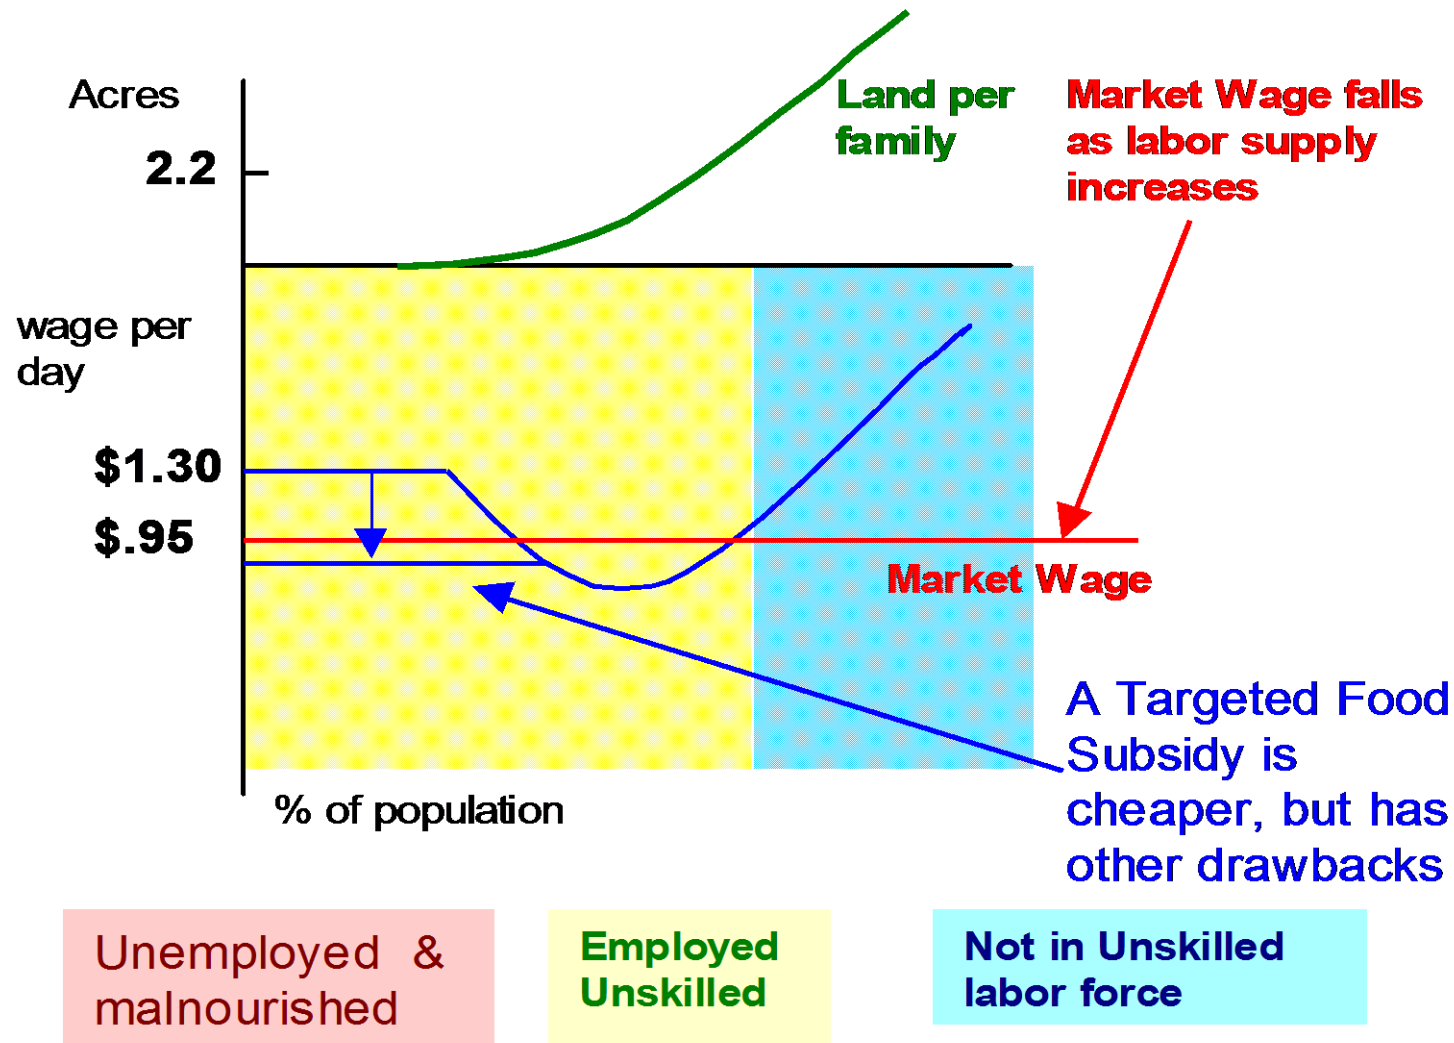 Acres
2.2
Land per
family
Market Wage falls
as labor supply
increases
wage per
day
$1.30
$.95
Market Wage
A Targeted Food
Subsidy is
cheaper, but has
other drawbacks
% of population
Unemployed &
malnourished
Employed
Unskilled
Not in Unskilled
labor force